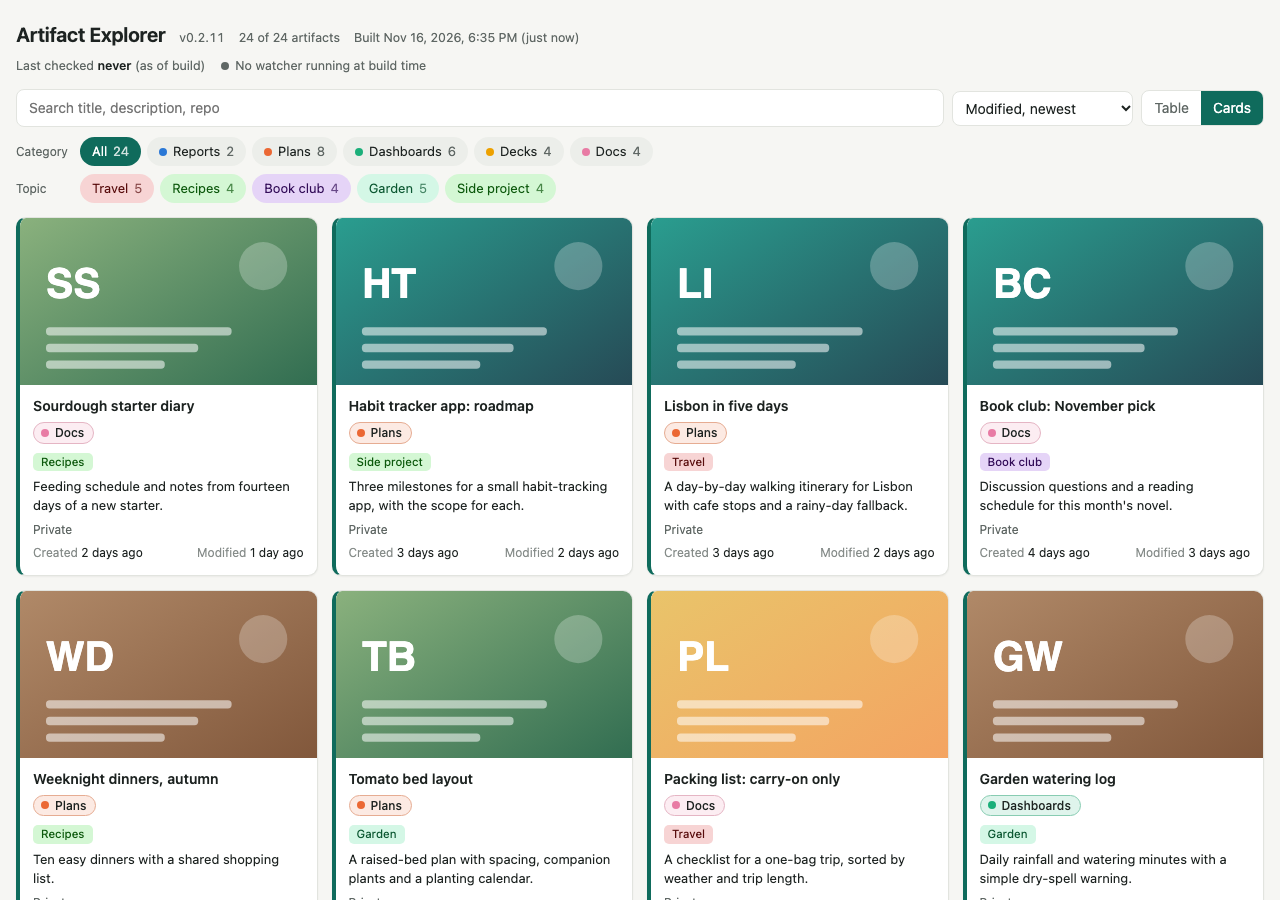 Artifact Explorer v0.2.11 24 of 24 artifacts Built Nov 16, 2026, 6:35 PM (just now)
Last checked never (as of build) No watcher running at build time
Search title, description, repo
Modified, newest
Table Cards
Category All 24 Reports 2 Plans 8 Dashboards 6 Decks 4 Docs 4
Topic Travel 5 Recipes 4 Book club 4 Garden 5 Side project 4
SS
Sourdough starter diary
Docs
Recipes
Feeding schedule and notes from fourteen
days of a new starter.
Private
Created 2 days ago Modified 1 day ago
HT
Habit tracker app: roadmap
Plans
Side project
Three milestones for a small habit-tracking
app, with the scope for each.
Private
Created 3 days ago Modified 2 days ago
LI
Lisbon in five days
Plans
Travel
A day-by-day walking itinerary for Lisbon
with cafe stops and a rainy-day fallback.
Private
Created 3 days ago Modified 2 days ago
BC
Book club: November pick
Docs
Book club
Discussion questions and a reading
schedule for this month's novel.
Private
Created 4 days ago Modified 3 days ago
WD
Weeknight dinners, autumn
Plans
Recipes
Ten easy dinners with a shared shopping
list.
TB
Tomato bed layout
Plans
Garden
A raised-bed plan with spacing, companion
plants and a planting calendar.
PL
Packing list: carry-on only
Docs
Travel
A checklist for a one-bag trip, sorted by
weather and trip length.
GW
Garden watering log
Dashboards
Garden
Daily rainfall and watering minutes with a
simple dry-spell warning.